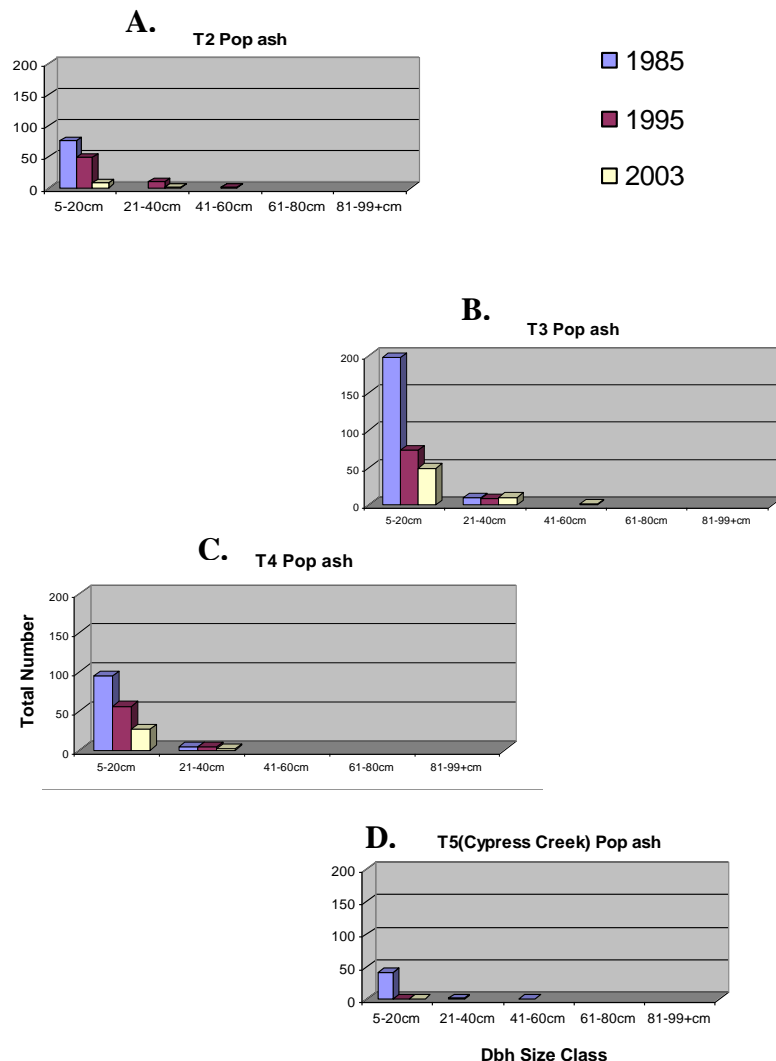 A.
T2 Pop ash
1985
1995
2003
200
150
100
50
0
5-20cm 21-40cm 41-60cm 61-80cm 81-99+cm
B.
T3 Pop ash
200
150
100
50
0
5-20cm 21-40cm 41-60cm 61-80cm 81-99+cm
C.
T4 Pop ash
Total Number
200
150
100
50
0
5-20cm 21-40cm 41-60cm 61-80cm 81-99+cm
D.
T5(Cypress Creek) Pop ash
200
150
100
50
0
5-20cm 21-40cm 41-60cm 61-80cm 81-99+cm
Dbh Size Class